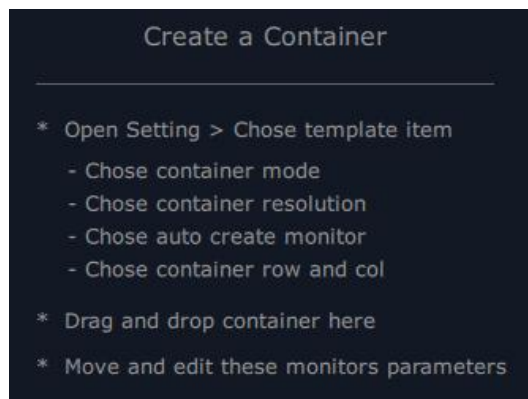 Create a Container
* Open Setting > Chose template item
- Chose container mode
- Chose container resolution
- Chose auto create monitor
- Chose container row and col
* Drag and drop container here
* Move and edit these monitors parameters